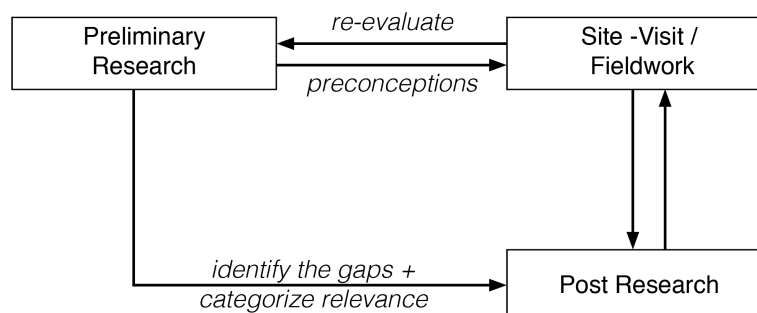 Preliminary
Research
re-evaluate
preconceptions
Site -Visit /
Fieldwork
identify the gaps +
categorize relevance
Post Research